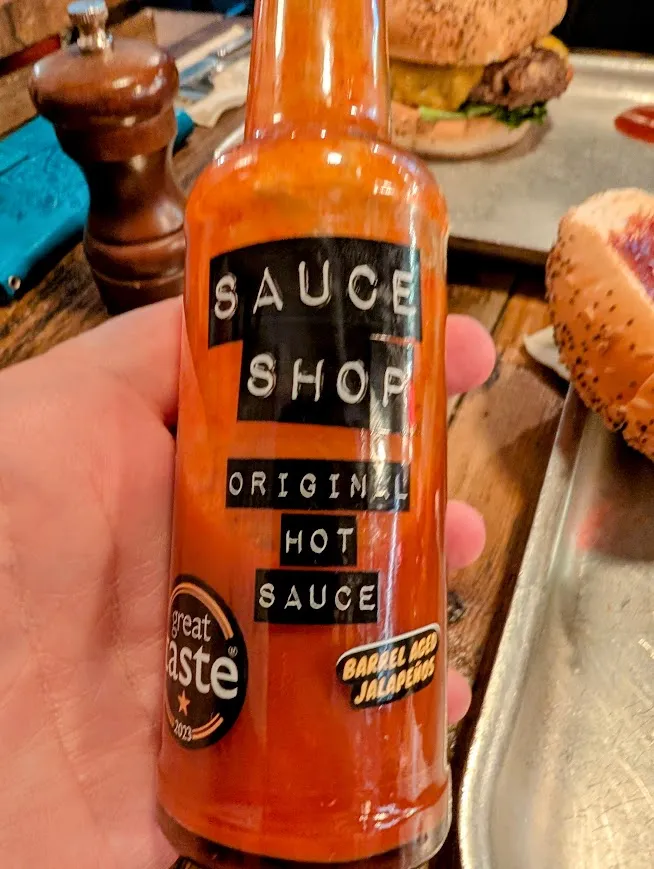 SAUCE
SHOP
ORIGINAL
HOT
SAUCE
great
taste®
2023
BARREL AGED
JALAPEÑOS